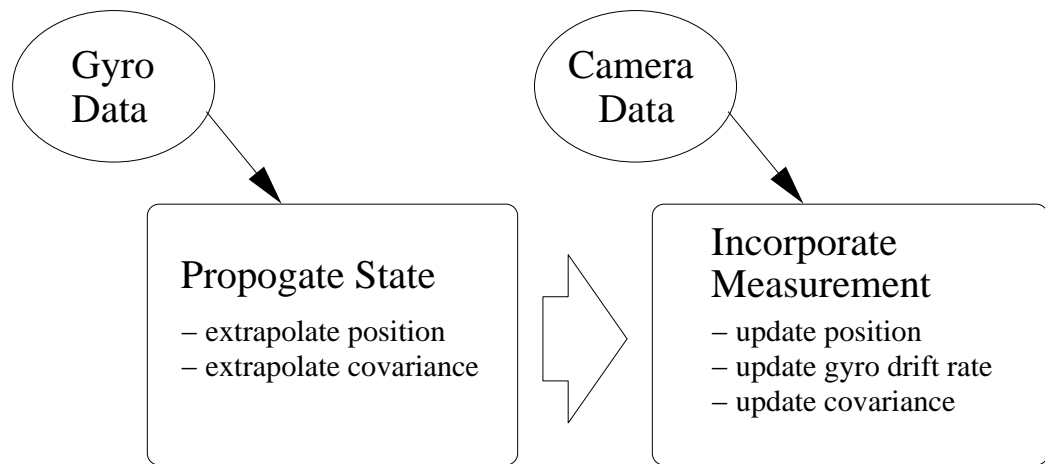 Gyro
Data
Camera
Data
Propogate State
– extrapolate position
– extrapolate covariance
Incorporate
Measurement
– update position
– update gyro drift rate
– update covariance